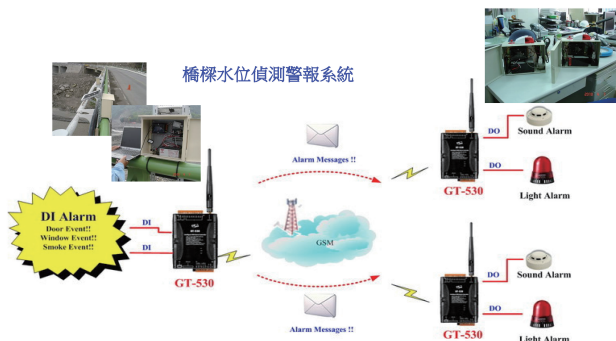 橋樑水位偵測警報系統
Alarm Messages !!
DI Alarm
Door Event!!
Window Event!!
Smoke Event!!
DI
DI
GT-530
GSM
Alarm Messages !!
DO
Sound Alarm
DO
Light Alarm
GT-530
DO
Sound Alarm
DO
Light Alarm
GT-530